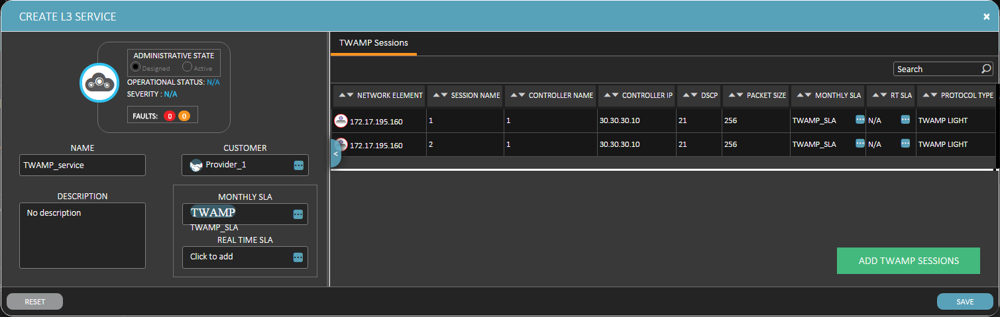 CREATE L3 SERVICE
×
ADMINISTRATIVE STATE
Designed Active
OPERATIONAL STATUS: N/A
SEVERITY : N/A
FAULTS: 0 0
NAME
TWAMP_service
CUSTOMER
Provider_1
DESCRIPTION
No description
MONTHLY SLA
TWAMP
TWAMP_SLA
REAL TIME SLA
Click to add
TWAMP Sessions
Search
NETWORK ELEMENT SESSION NAME CONTROLLER NAME CONTROLLER IP DSCP PACKET SIZE MONTHLY SLA RT SLA PROTOCOL TYPE
172.17.195.160 1 1 30.30.30.10 21 256 TWAMP_SLA N/A TWAMP LIGHT
172.17.195.160 2 1 30.30.30.10 21 256 TWAMP_SLA N/A TWAMP LIGHT
<
ADD TWAMP SESSIONS
RESET
SAVE